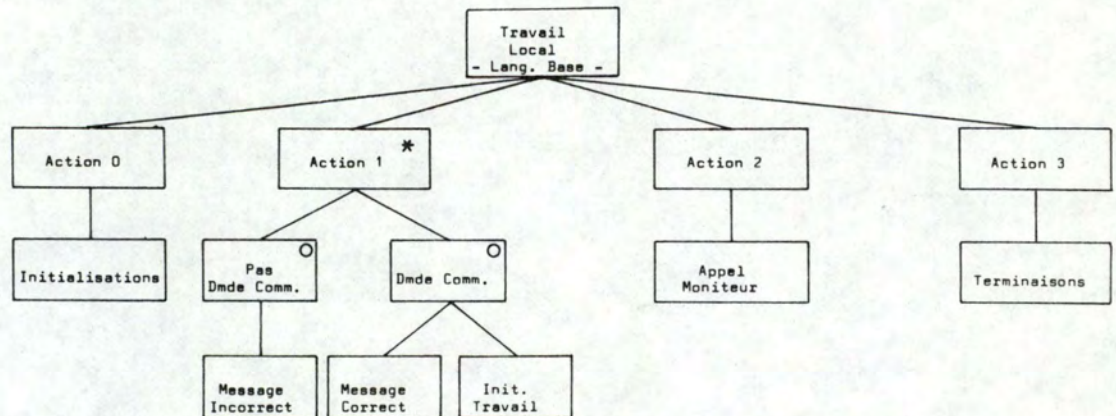 Travail
Local
- Lang. Base -
Action 0
Action 1 *
Action 2
Action 3
Initialisations
Pas
Dmde Comm.
Dmde Comm.
Appel
Moniteur
Terminaisons
Message
Incorrect
Message
Correct
Init.
Travail